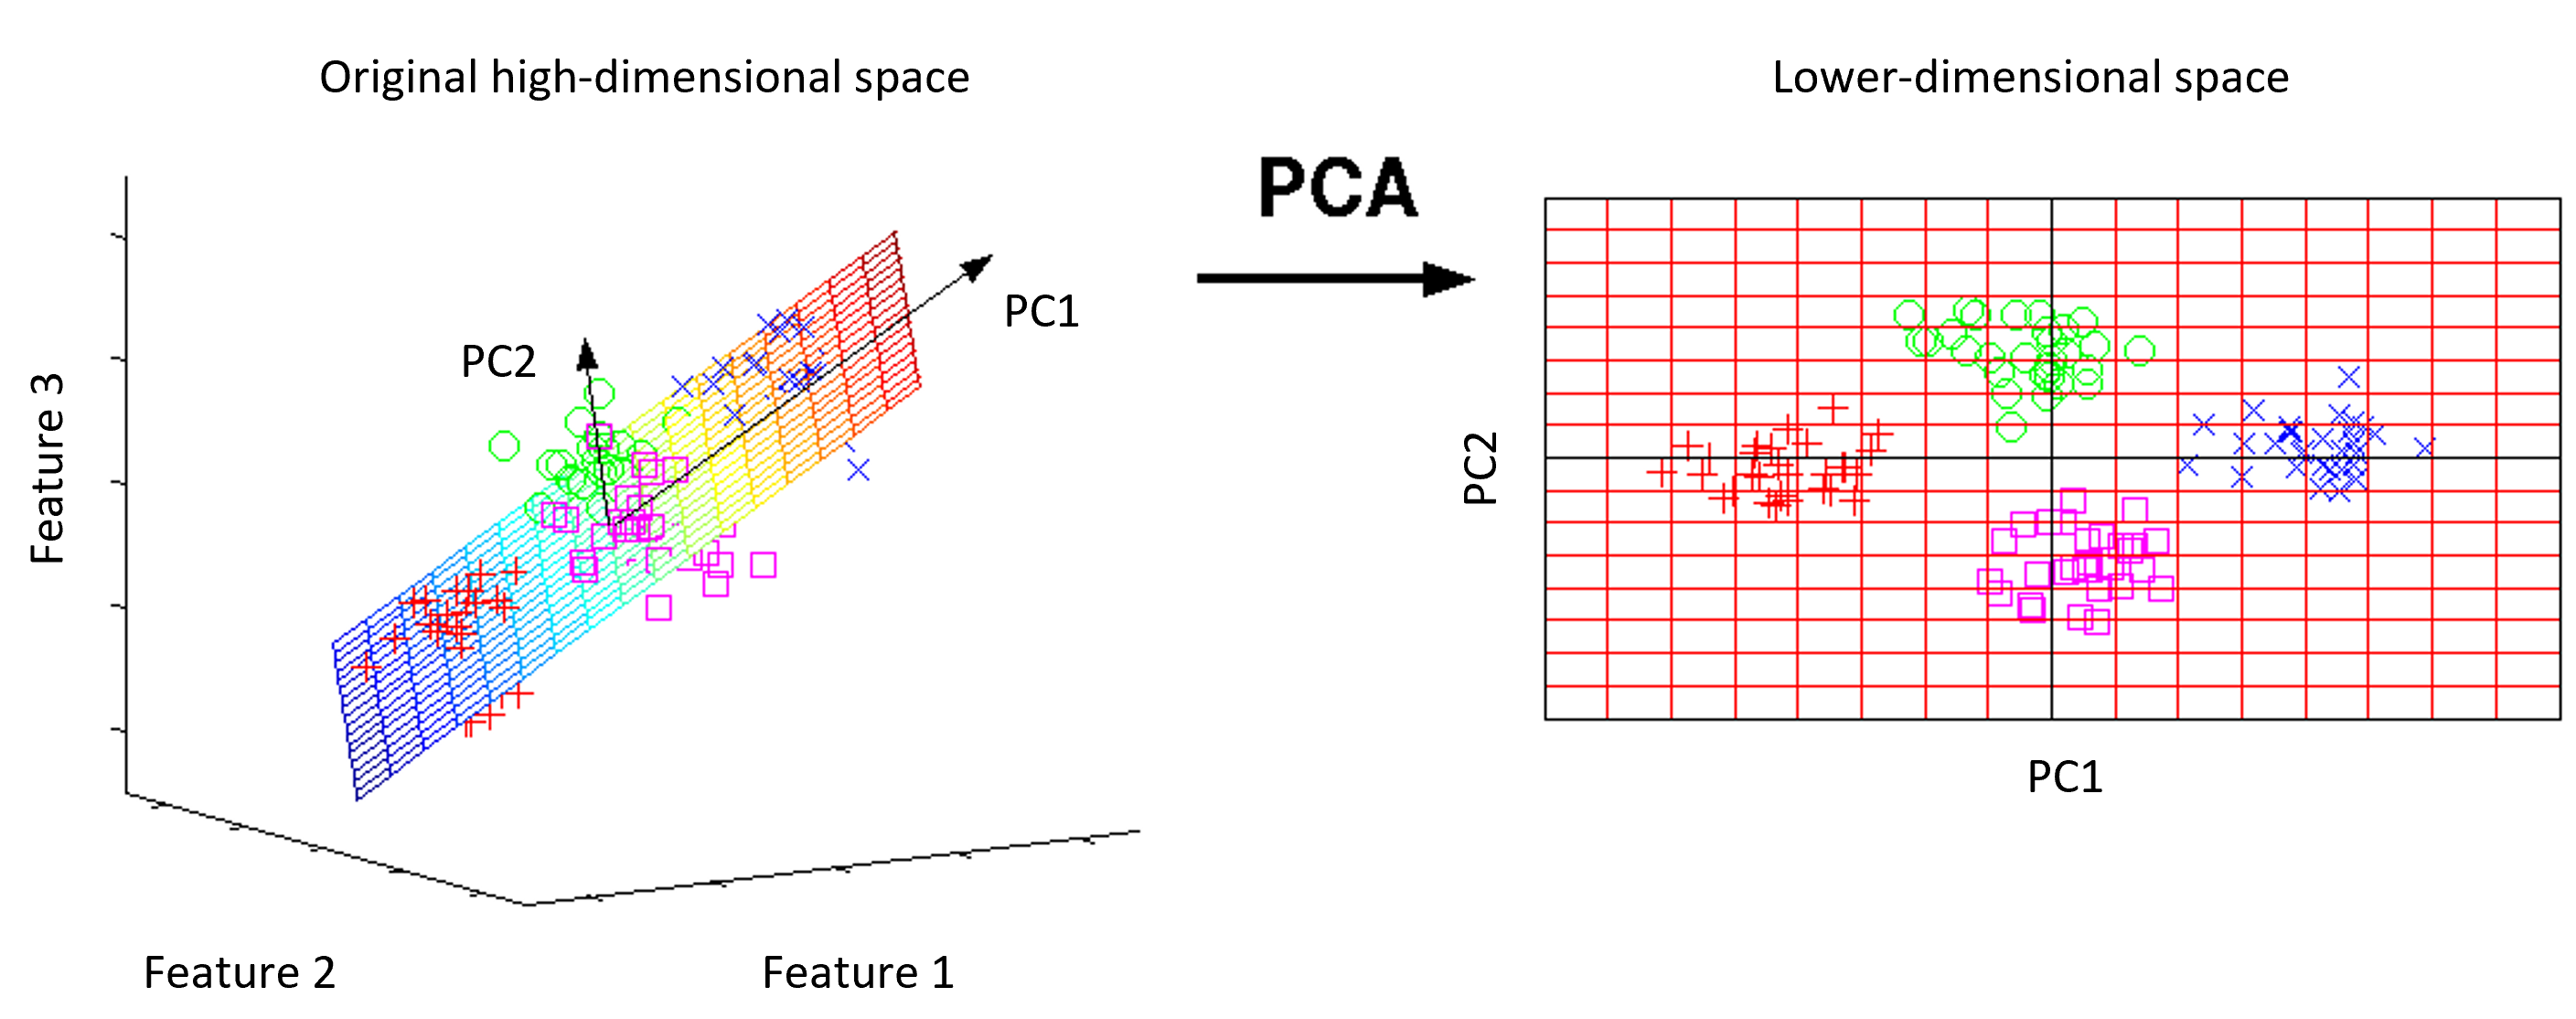 Original high-dimensional space
Feature 3
PC2
PC1
Feature 2
Feature 1
PCA
Lower-dimensional space
PC2
PC1